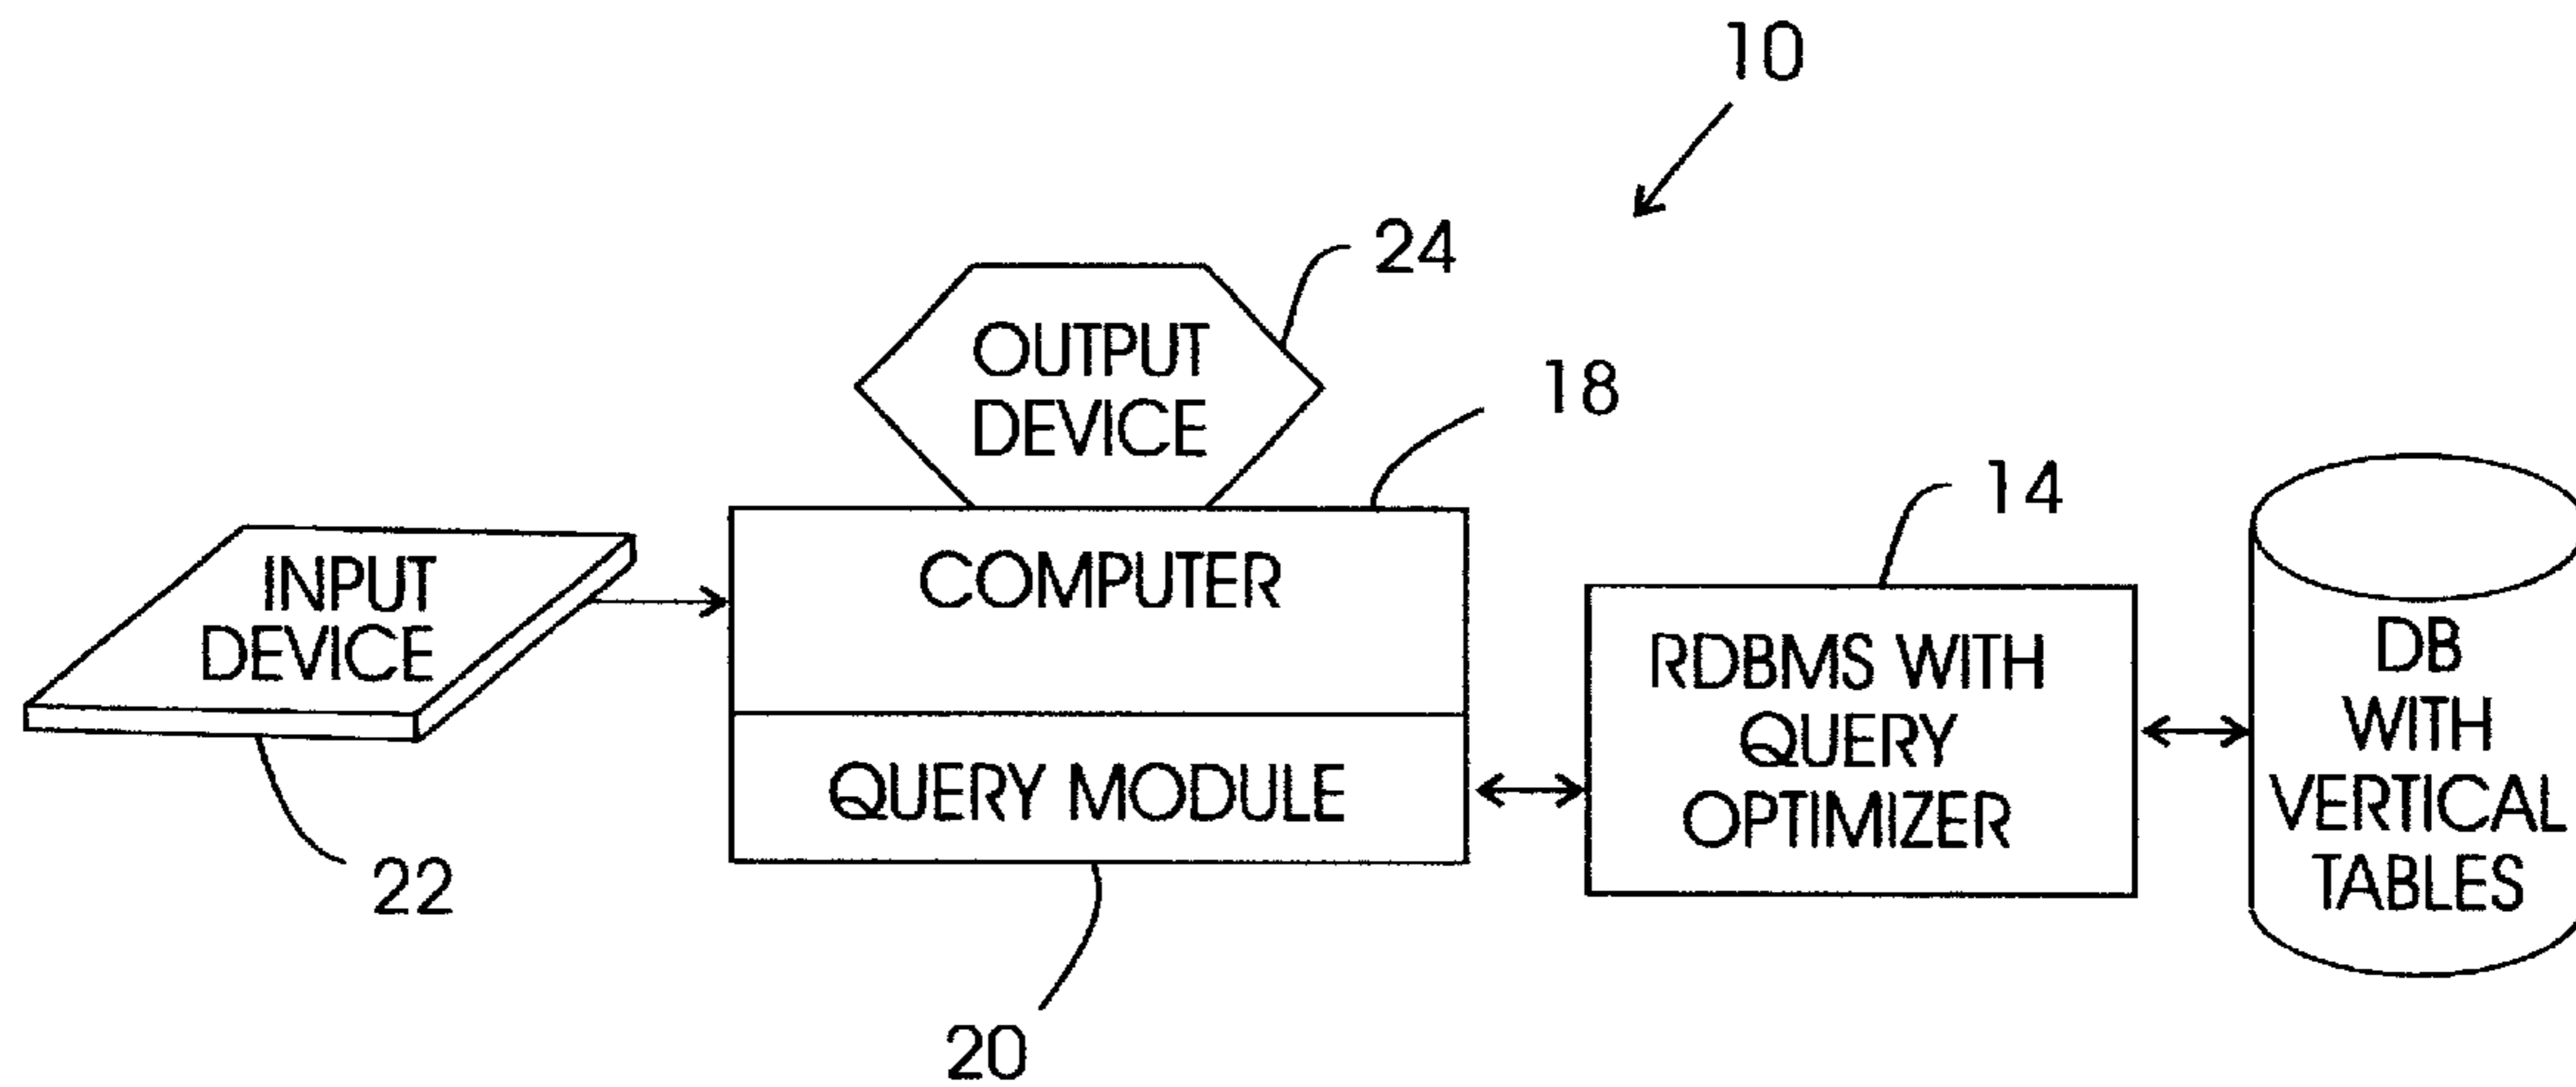 10
24
OUTPUT
DEVICE
18
14
INPUT
DEVICE
COMPUTER
RDBMS WITH
QUERY
OPTIMIZER
DB
WITH
VERTICAL
TABLES
QUERY MODULE
22
20